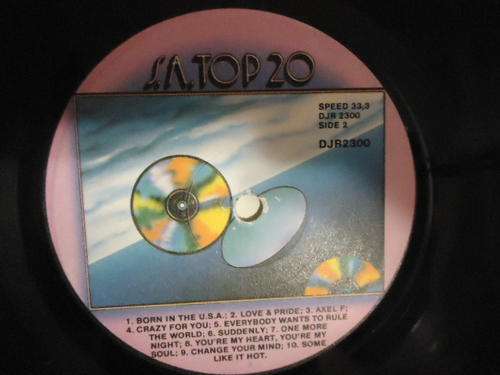 L.A. TOP 20
SPEED 33,3
DJR 2300
SIDE 2
DJR2300
1. BORN IN THE U.S.A.; 2. LOVE & PRIDE; 3. AXEL F;
4. CRAZY FOR YOU; 5. EVERYBODY WANTS TO RULE
THE WORLD; 6. SUDDENLY; 7. ONE MORE
NIGHT; 8. YOU'RE MY HEART, YOU'RE MY
SOUL; 9. CHANGE YOUR MIND; 10. SOME
LIKE IT HOT.